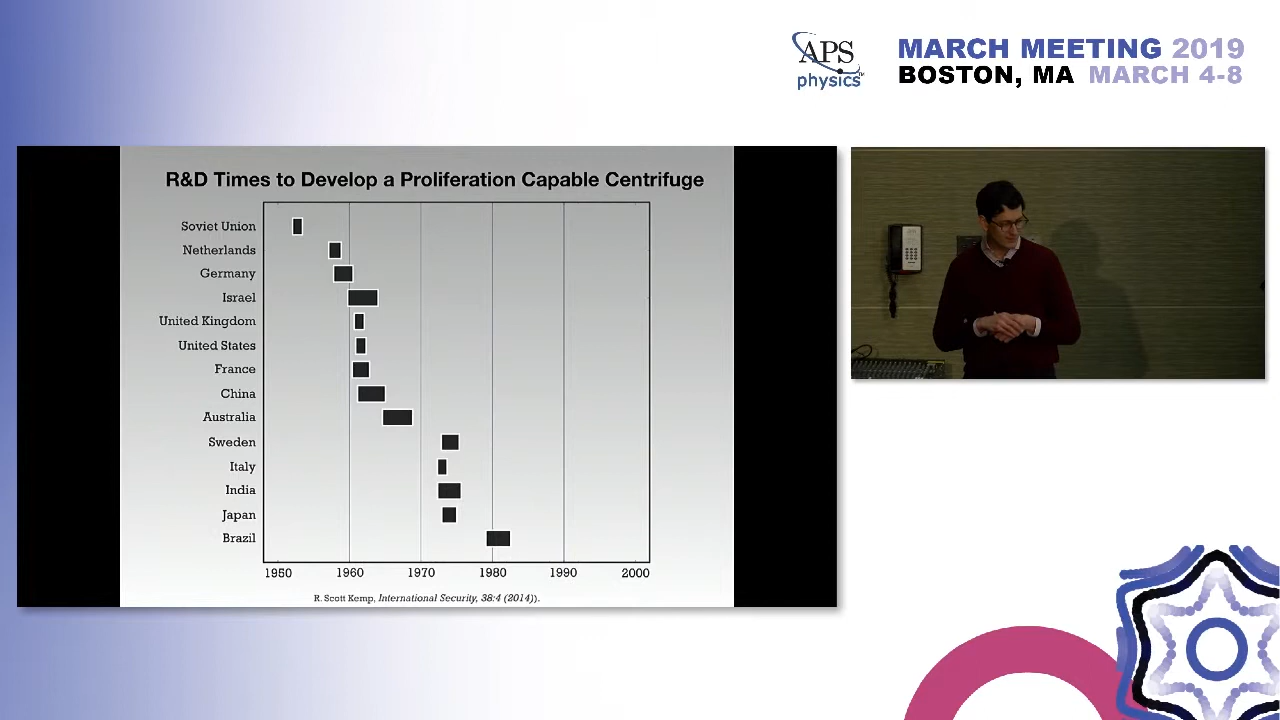 APS
physics
MARCH MEETING 2019
BOSTON, MA MARCH 4-8
R&D Times to Develop a Proliferation Capable Centrifuge
Soviet Union
Netherlands
Germany
Israel
United Kingdom
United States
France
China
Australia
Sweden
Italy
India
Japan
Brazil
1950 1960 1970 1980 1990 2000
R. Scott Kemp, International Security, 38:4 (2014)).